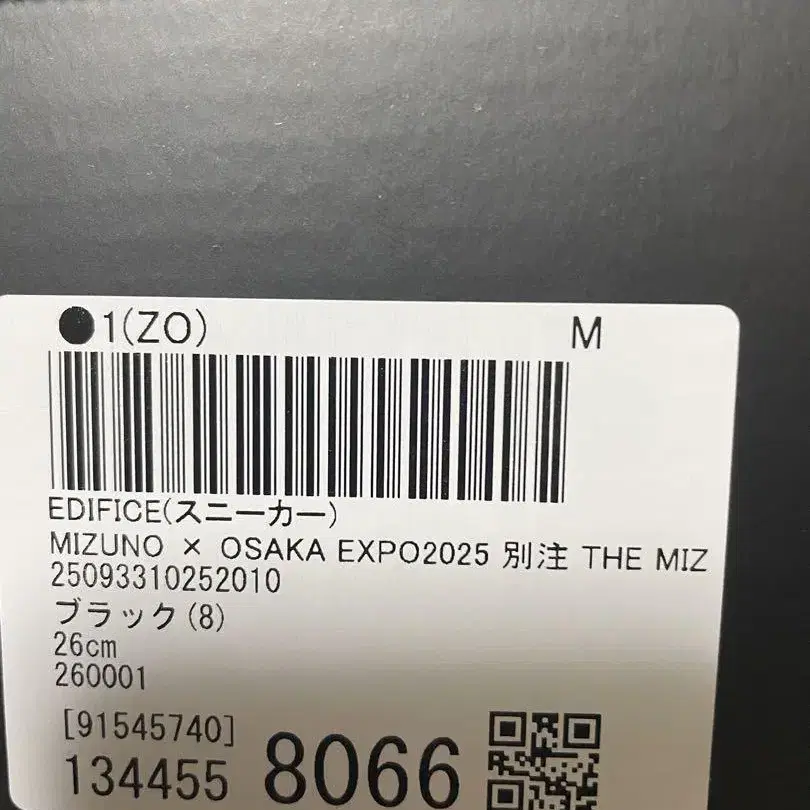 ●1(ZO) M
EDIFICE(スニーカー)
MIZUNO × OSAKA EXPO2025 別注 THE MIZ
25093310252010
ブラック(8)
26cm
260001
[91545740]
134455 8066